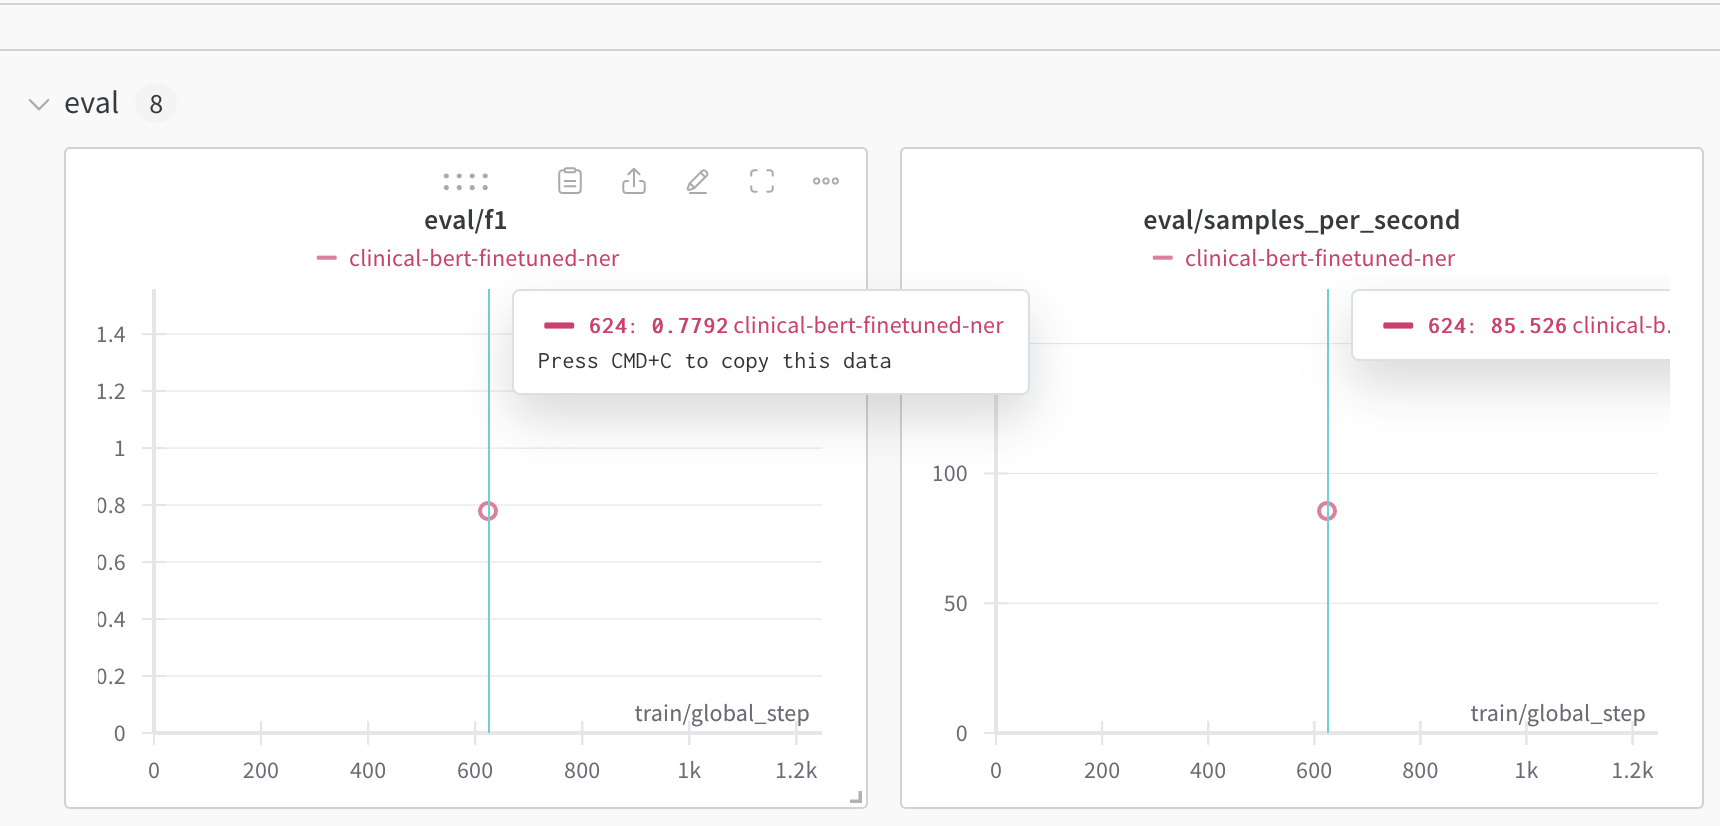 eval 8
eval/f1
clinical-bert-finetuned-ner
624: 0.7792 clinical-bert-finetuned-ner
Press CMD+C to copy this data
1.4
1.2
1
0.8
0.6
0.4
0.2
0
train/global_step
0 200 400 600 800 1k 1.2k
eval/samples_per_second
clinical-bert-finetuned-ner
624: 85.526 clinical-b.
100
50
0
train/global_step
0 200 400 600 800 1k 1.2k